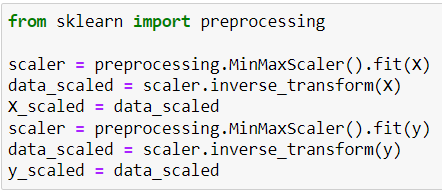 from sklearn import preprocessing
scaler = preprocessing.MinMaxScaler().fit(X)
data_scaled = scaler.inverse_transform(X)
X_scaled = data_scaled
scaler = preprocessing.MinMaxScaler().fit(y)
data_scaled = scaler.inverse_transform(y)
y_scaled = data_scaled